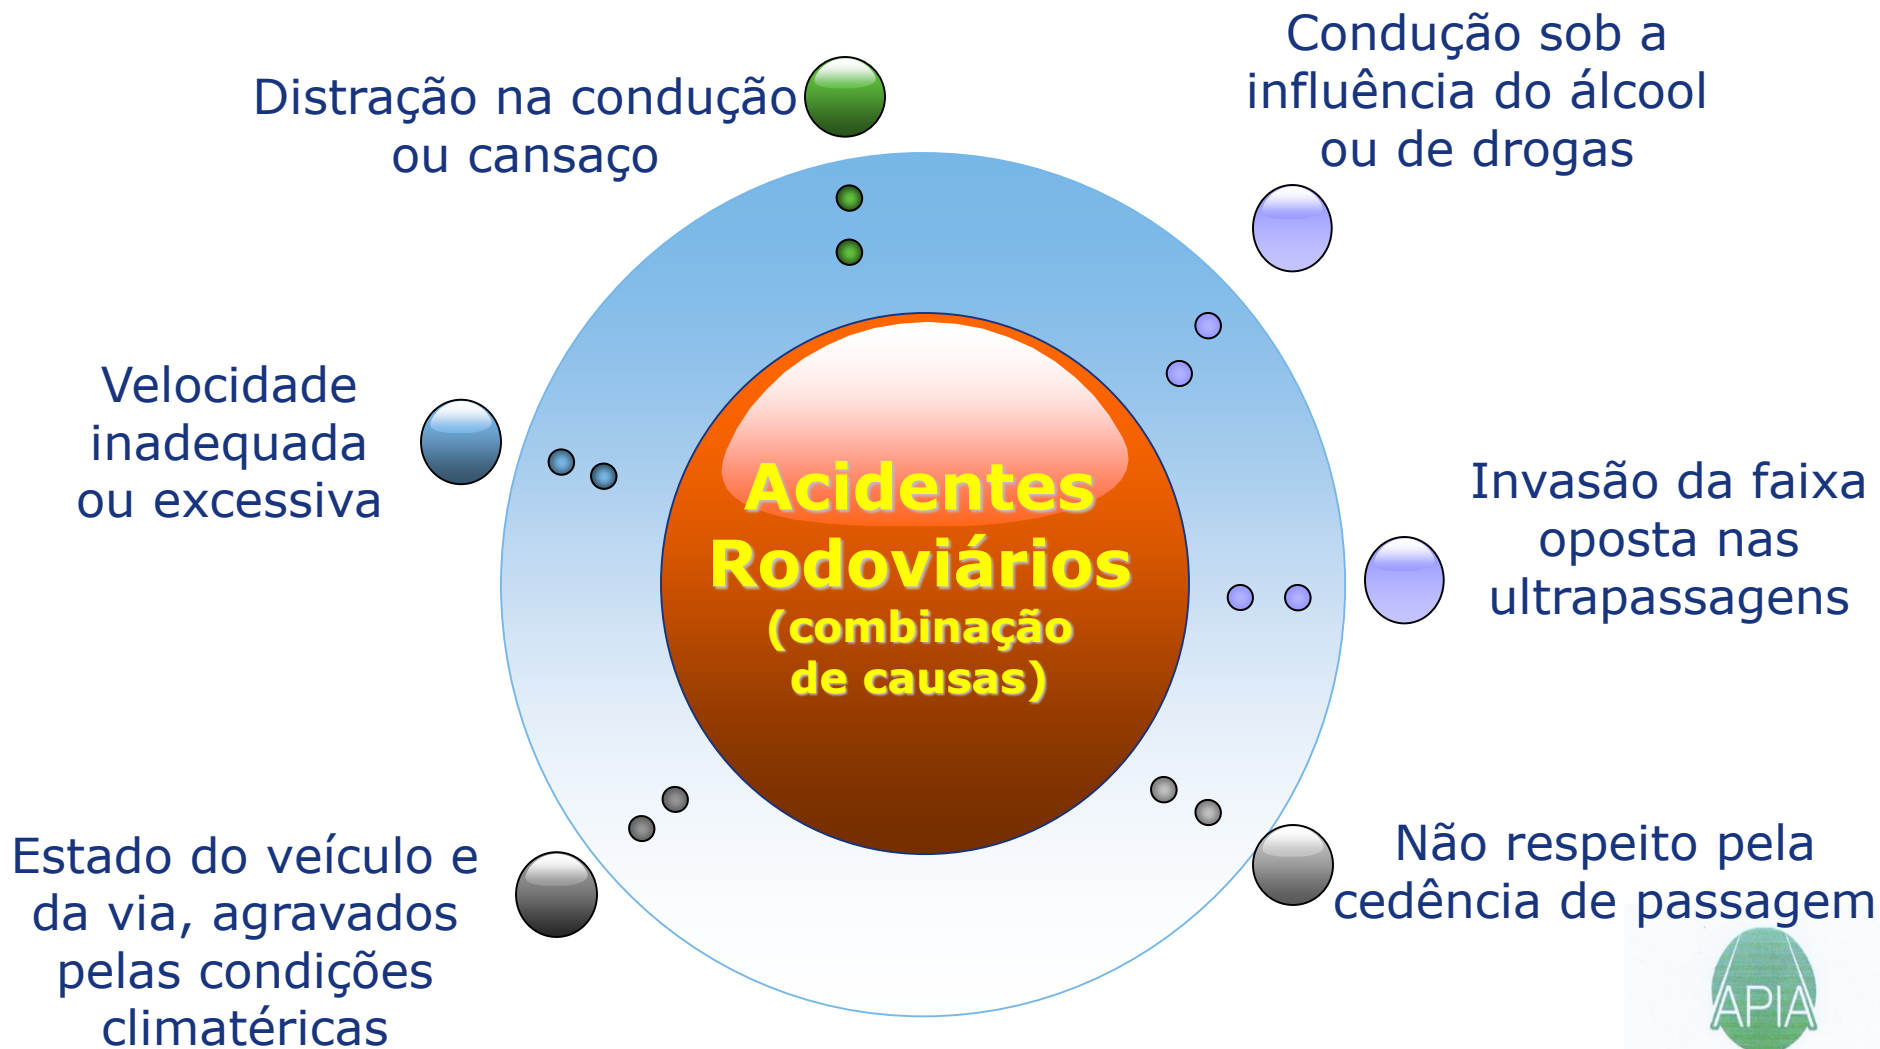 Distração na condução
ou cansaço
Condução sob a
influência do álcool
ou de drogas
Velocidade
inadequada
ou excessiva
Acidentes
Rodoviários
(combinação
de causas)
Invasão da faixa
oposta nas
ultrapassagens
Estado do veículo e
da via, agravados
pelas condições
climatéricas
Não respeito pela
cedência de passagem
APIA